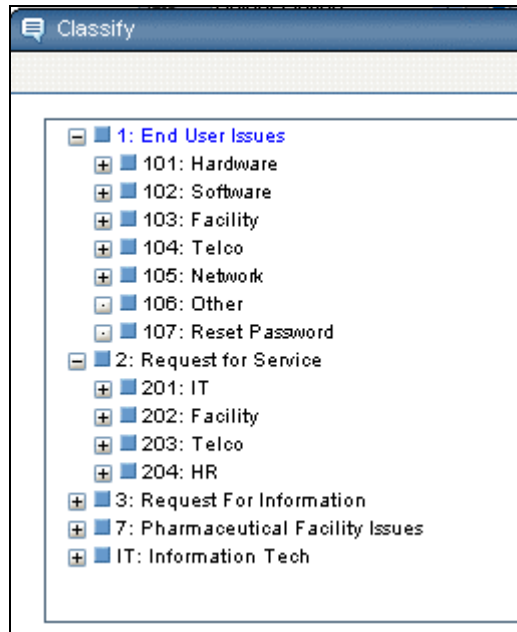 Classify
1: End User Issues
101: Hardware
102: Software
103: Facility
104: Telco
105: Network
106: Other
107: Reset Password
2: Request for Service
201: IT
202: Facility
203: Telco
204: HR
3: Request For Information
7: Pharmaceutical Facility Issues
IT: Information Tech